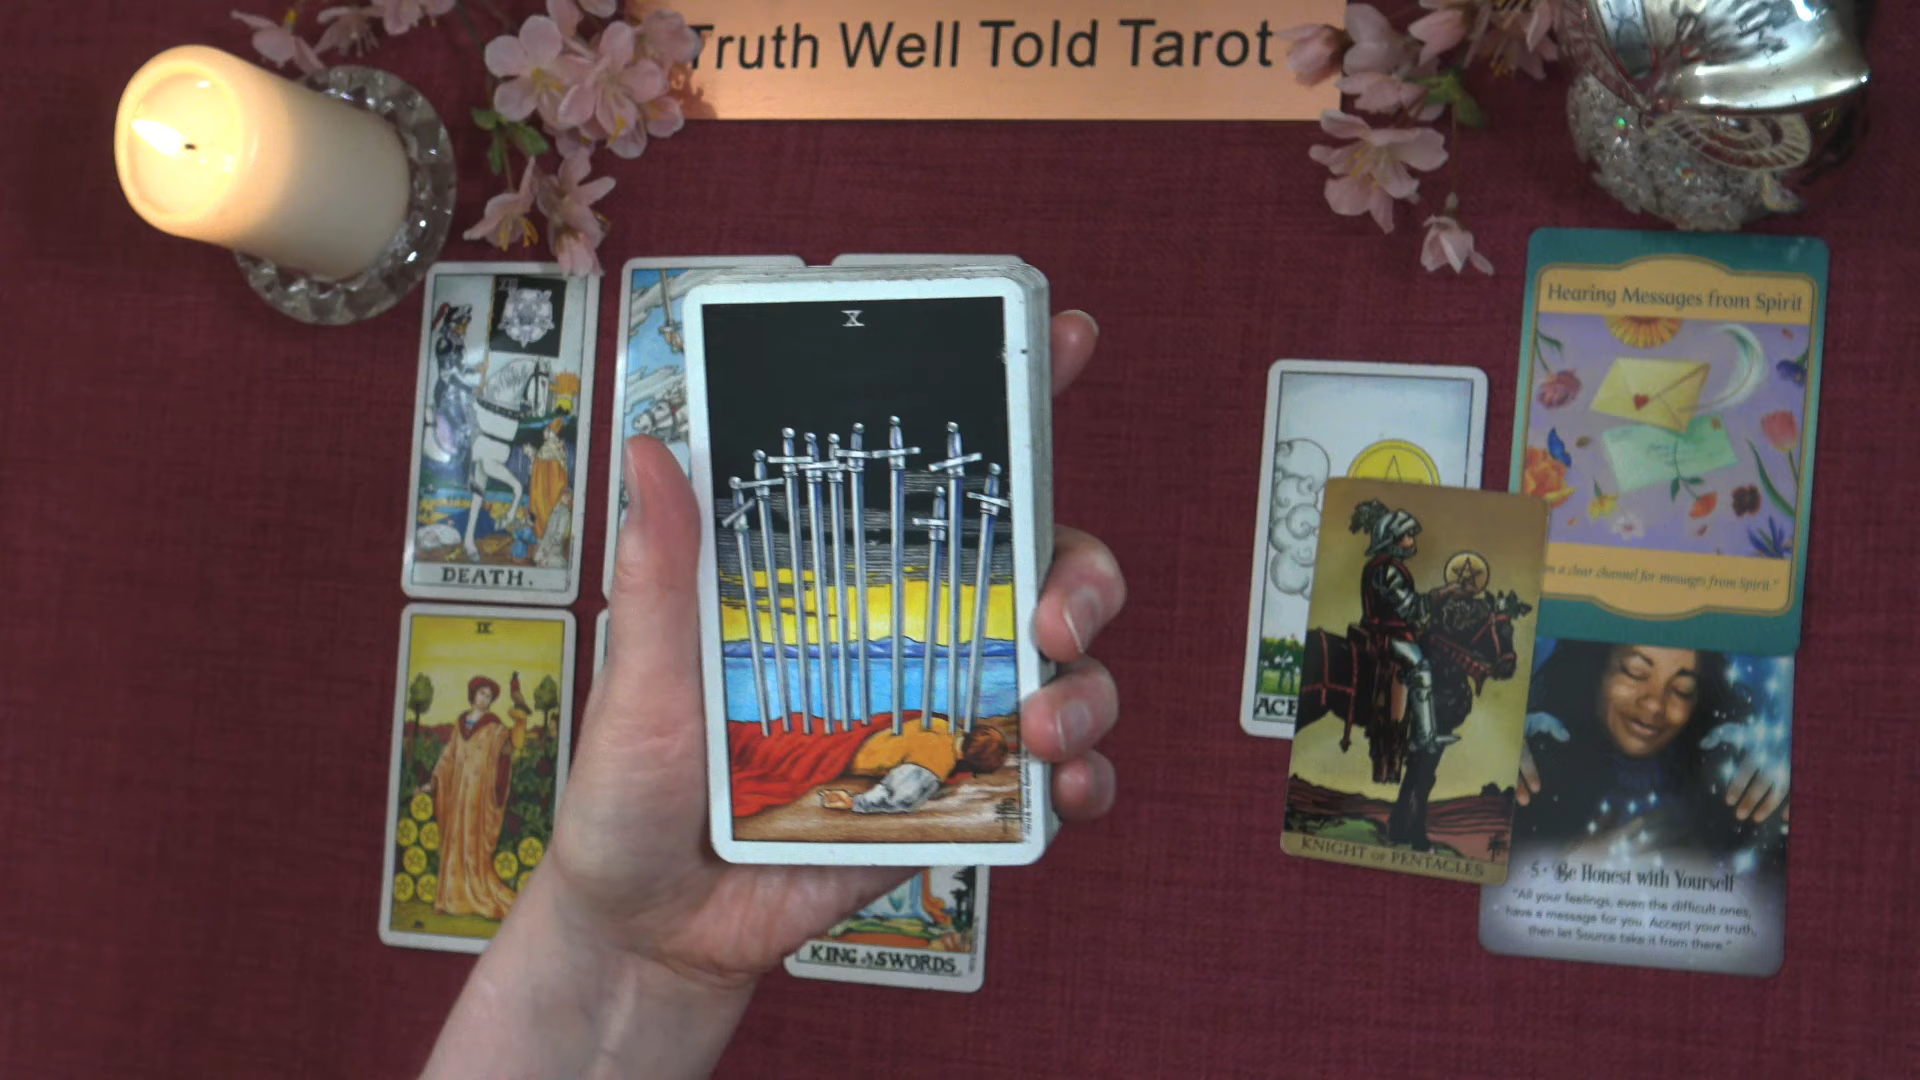 Truth Well Told Tarot
XIII
DEATH.
IX
X
KING of SWORDS
ACE
KNIGHT OF PENTACLES
Hearing Messages from Spirit
a clear channel for messages from Spirit."
5 • Be Honest with Yourself
"All your feelings, even the difficult ones,
have a message for you. Accept your truth,
then let Source take it from there."